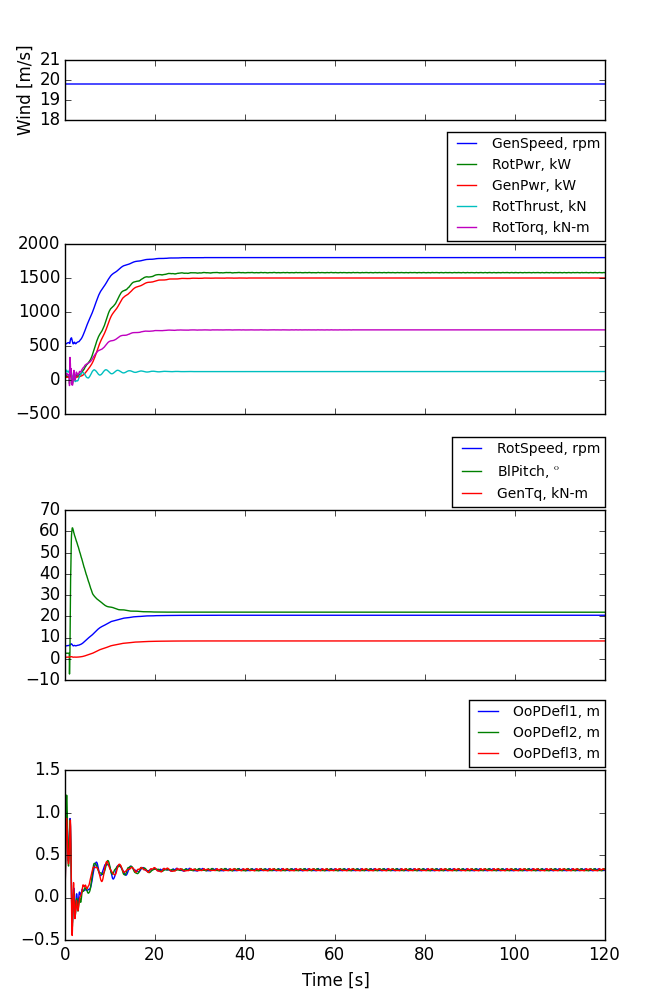 Wind [m/s]
21
20
19
18
GenSpeed, rpm
RotPwr, kW
GenPwr, kW
RotThrust, kN
RotTorq, kN-m
2000
1500
1000
500
0
−500
RotSpeed, rpm
BlPitch, °
GenTq, kN-m
70
60
50
40
30
20
10
0
−10
OoPDefl1, m
OoPDefl2, m
OoPDefl3, m
1.5
1.0
0.5
0.0
−0.5
0 20 40 60 80 100 120
Time [s]